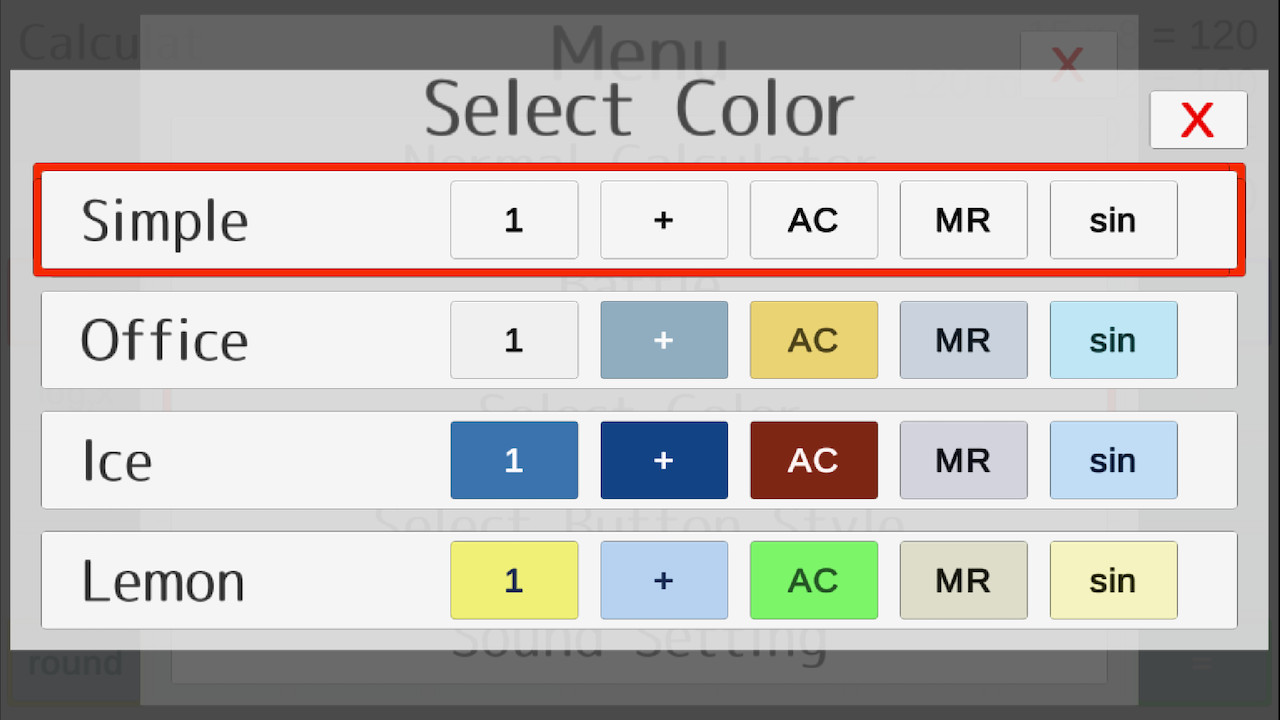 Calculat
Menu
= 120
X
Select Color
X
Normal Calculator
Simple 1 + AC MR sin
Battle
Office 1 + AC MR sin
Select Color
Ice 1 + AC MR sin
Select Button Style
Lemon 1 + AC MR sin
Sound Setting
round
=